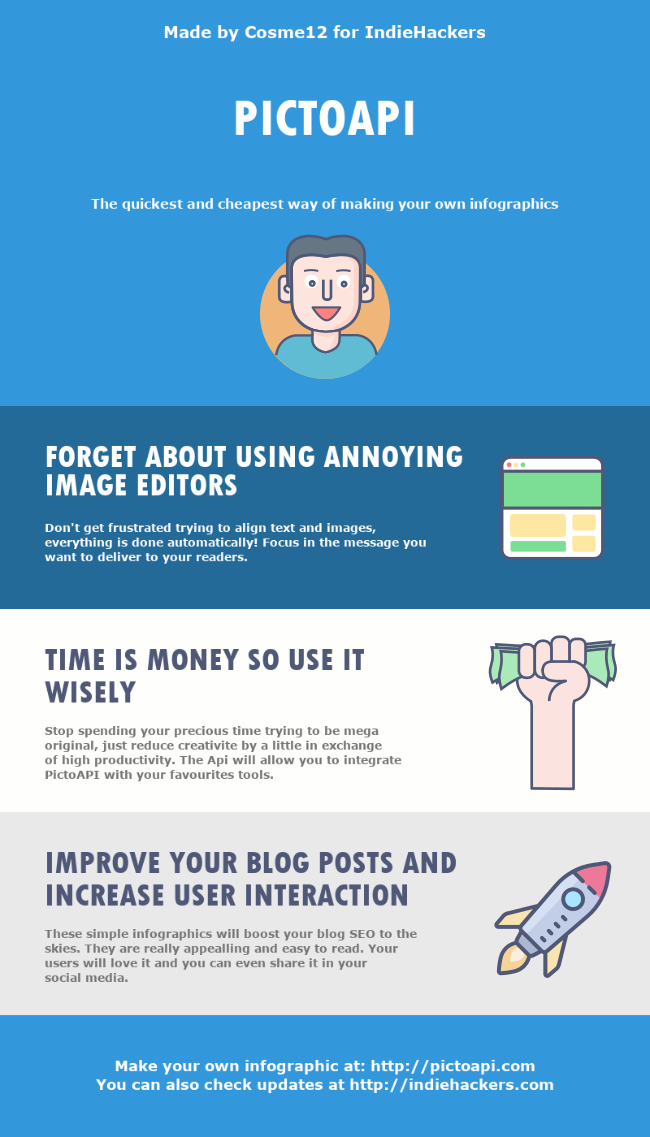 Made by Cosme12 for IndieHackers
PICTOAPI
The quickest and cheapest way of making your own infographics
FORGET ABOUT USING ANNOYING
IMAGE EDITORS
Don't get frustrated trying to align text and images,
everything is done automatically! Focus in the message you
want to deliver to your readers.
TIME IS MONEY SO USE IT
WISELY
Stop spending your precious time trying to be mega
original, just reduce creativite by a little in exchange
of high productivity. The Api will allow you to integrate
PictoAPI with your favourites tools.
IMPROVE YOUR BLOG POSTS AND
INCREASE USER INTERACTION
These simple infographics will boost your blog SEO to the
skies. They are really appealling and easy to read. Your
users will love it and you can even share it in your
social media.
Make your own infographic at: http://pictoapi.com
You can also check updates at http://indiehackers.com